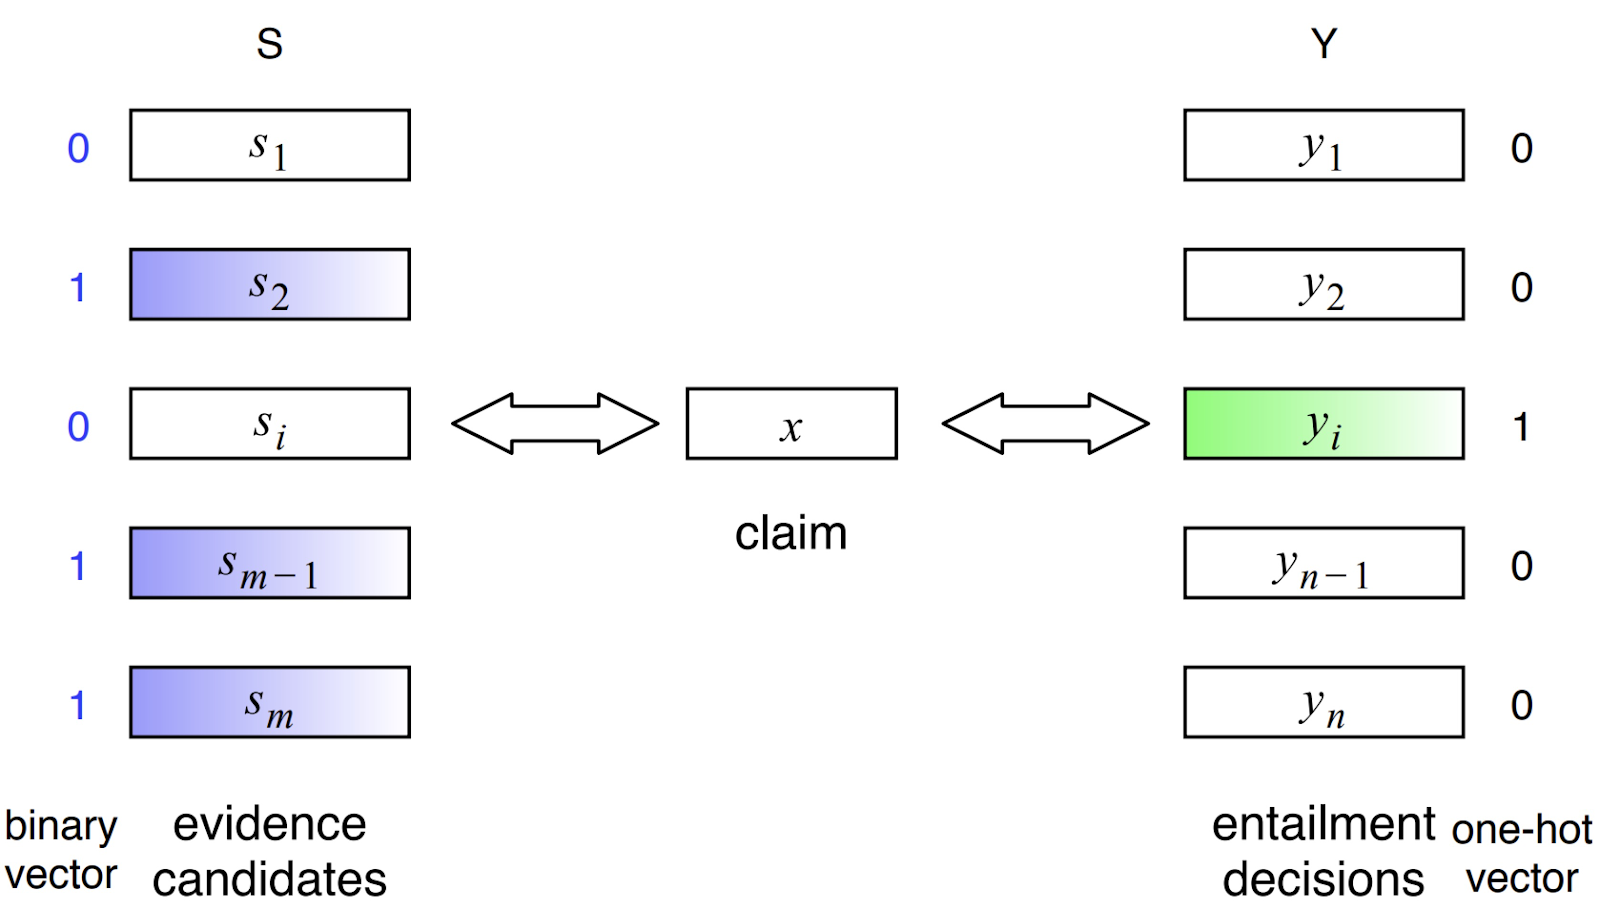 S Y
0 s1 y1 0
1 s2 y2 0
0 si x yi 1
claim
1 sm−1 yn−1 0
1 sm yn 0
binary vector
evidence candidates
entailment decisions
one-hot vector